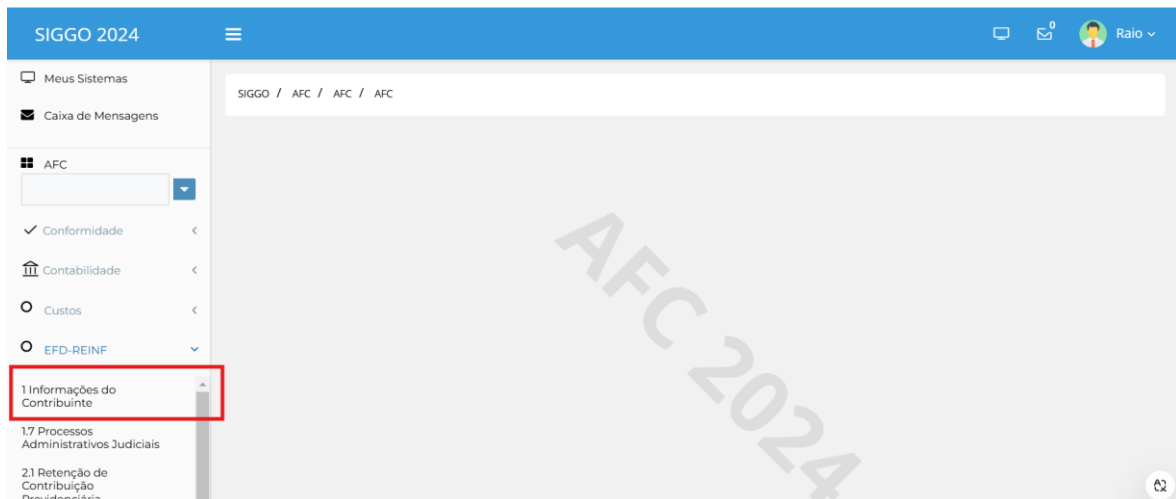 SIGGO 2024
0
Raio
Meus Sistemas
Caixa de Mensagens
SIGGO / AFC / AFC / AFC
AFC
Conformidade
Contabilidade
Custos
EFD-REINF
1 Informações do
Contribuinte
1.7 Processos
Administrativos Judiciais
2.1 Retenção de
Contribuição
Previdenciária
AFC 2024